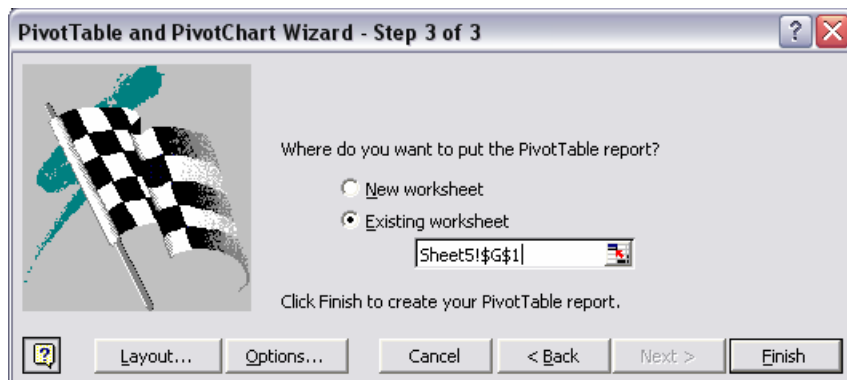 PivotTable and PivotChart Wizard - Step 3 of 3
?
Where do you want to put the PivotTable report?
New worksheet
Existing worksheet
Sheet5!$G$1
Click Finish to create your PivotTable report.
? Layout... Options... Cancel < Back Next > Finish